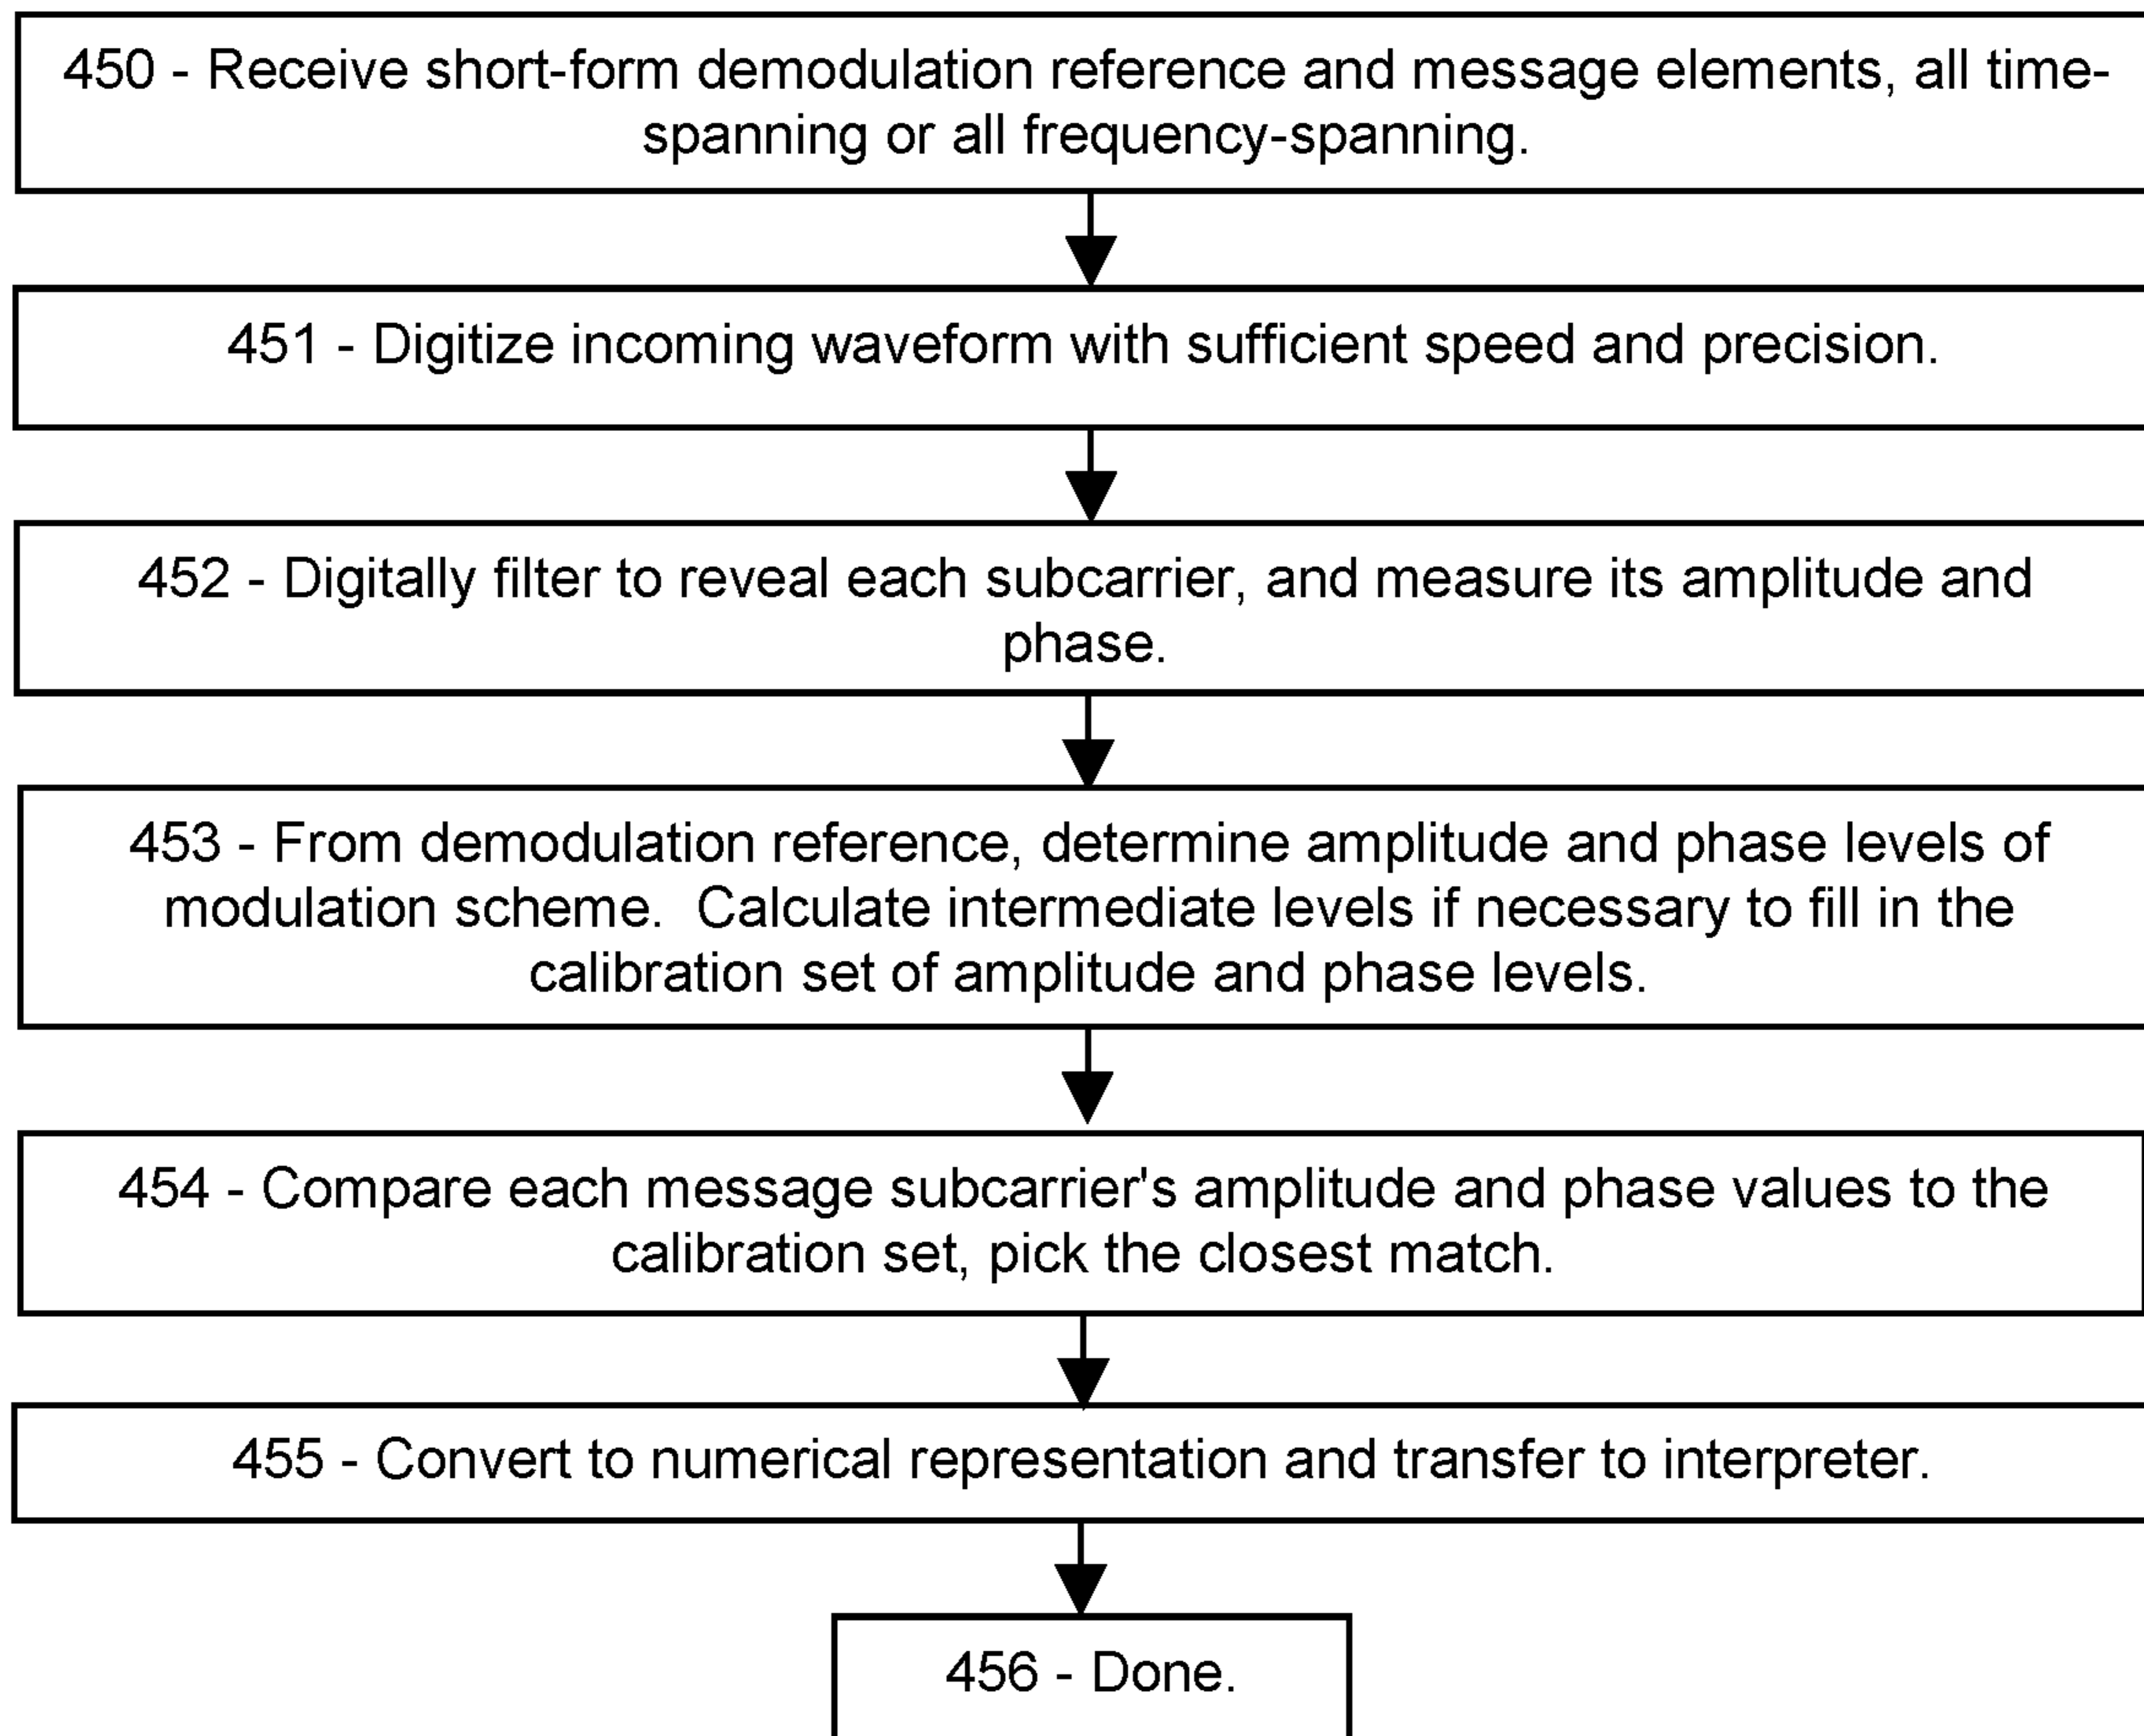 450 - Receive short-form demodulation reference and message elements, all time-
spanning or all frequency-spanning.
451 - Digitize incoming waveform with sufficient speed and precision.
452 - Digitally filter to reveal each subcarrier, and measure its amplitude and
phase.
453 - From demodulation reference, determine amplitude and phase levels of
modulation scheme.  Calculate intermediate levels if necessary to fill in the
calibration set of amplitude and phase levels.
454 - Compare each message subcarrier's amplitude and phase values to the
calibration set, pick the closest match.
455 - Convert to numerical representation and transfer to interpreter.
456 - Done.